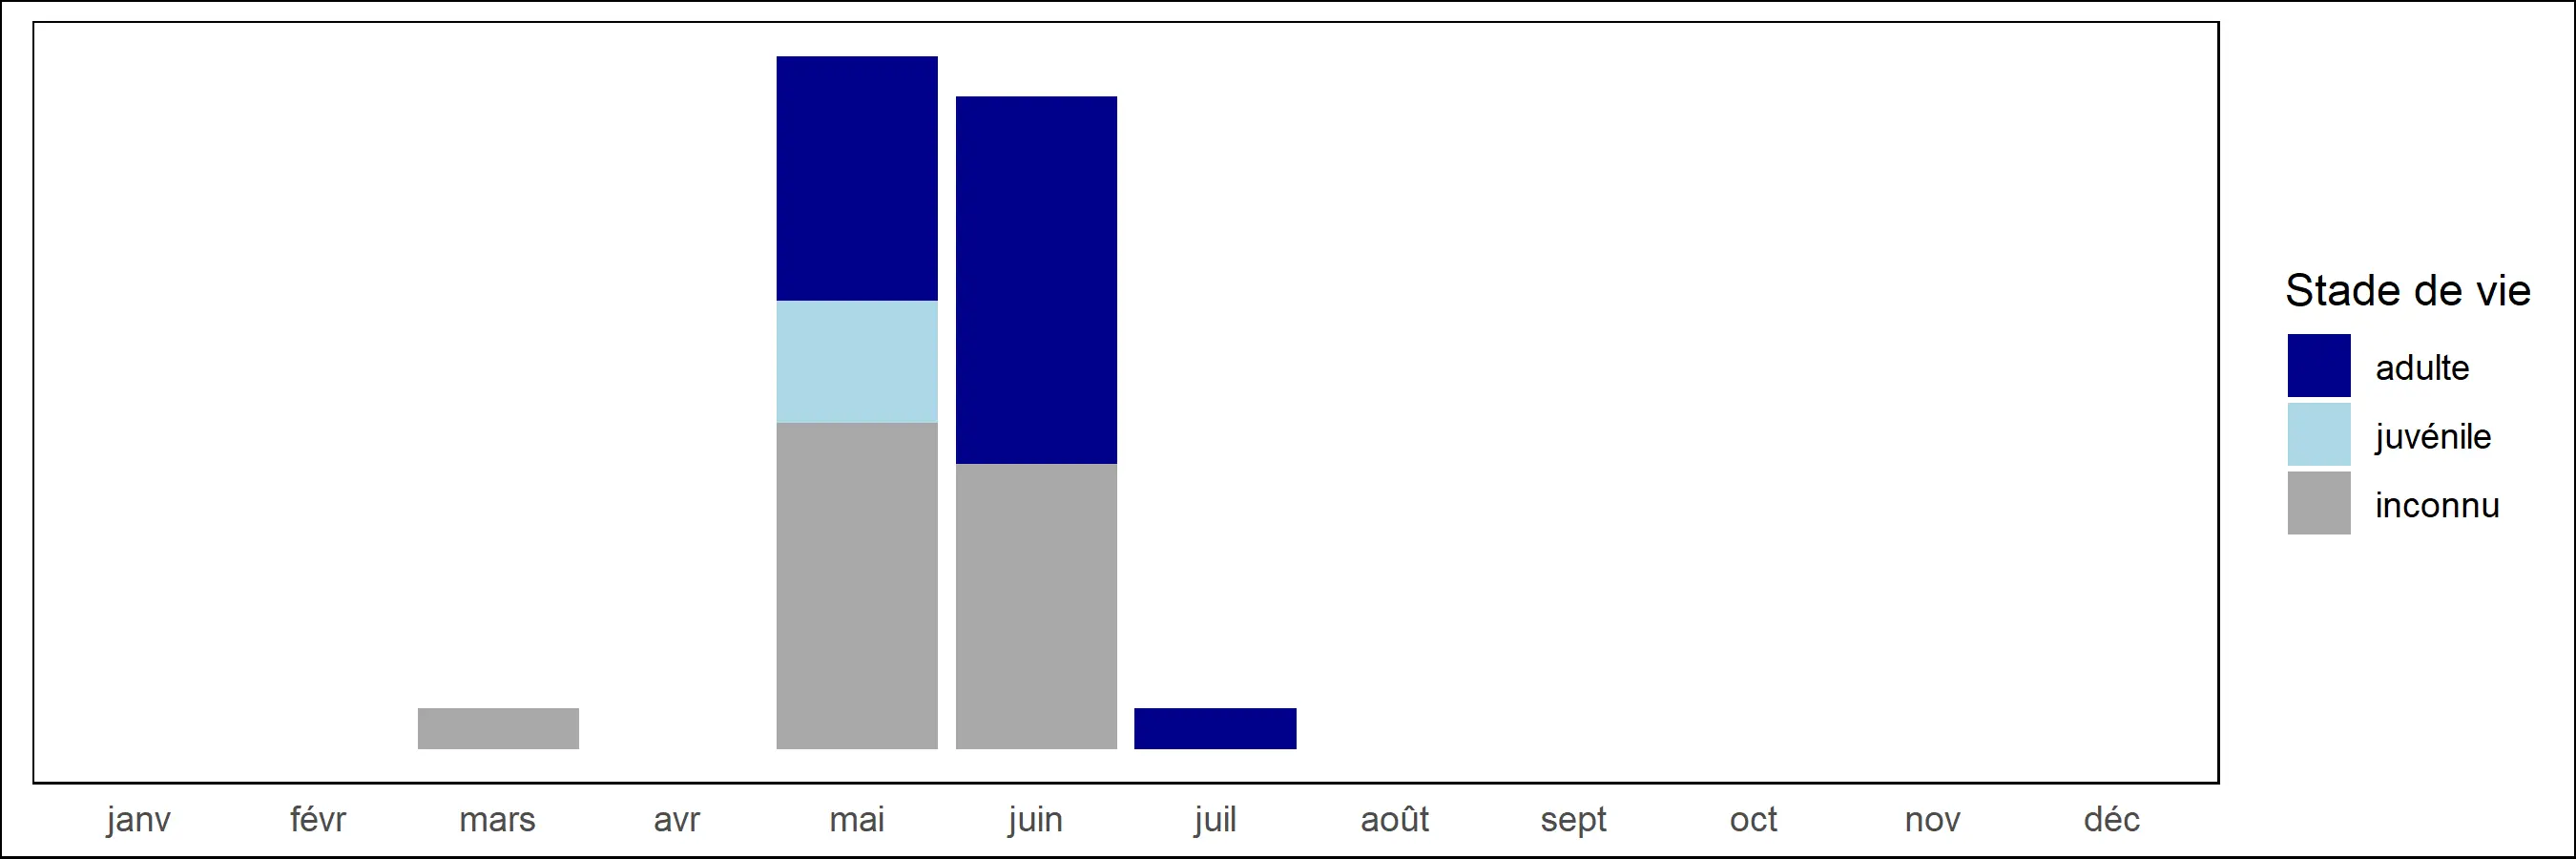 Stade de vie
adulte
juvénile
inconnu
janv févr mars avr mai juin juil août sept oct nov déc